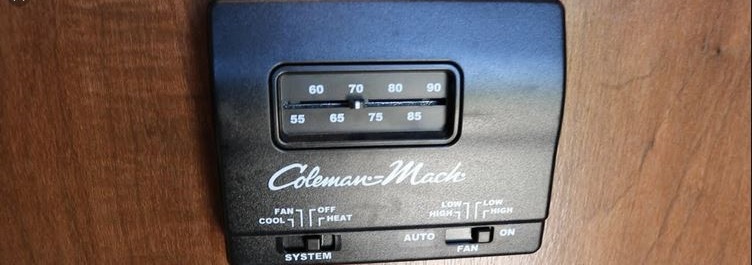 60 70 80 90
55 65 75 85
Coleman-Mach
FAN OFF LOW LOW
COOL HEAT HIGH HIGH
AUTO ON
SYSTEM FAN